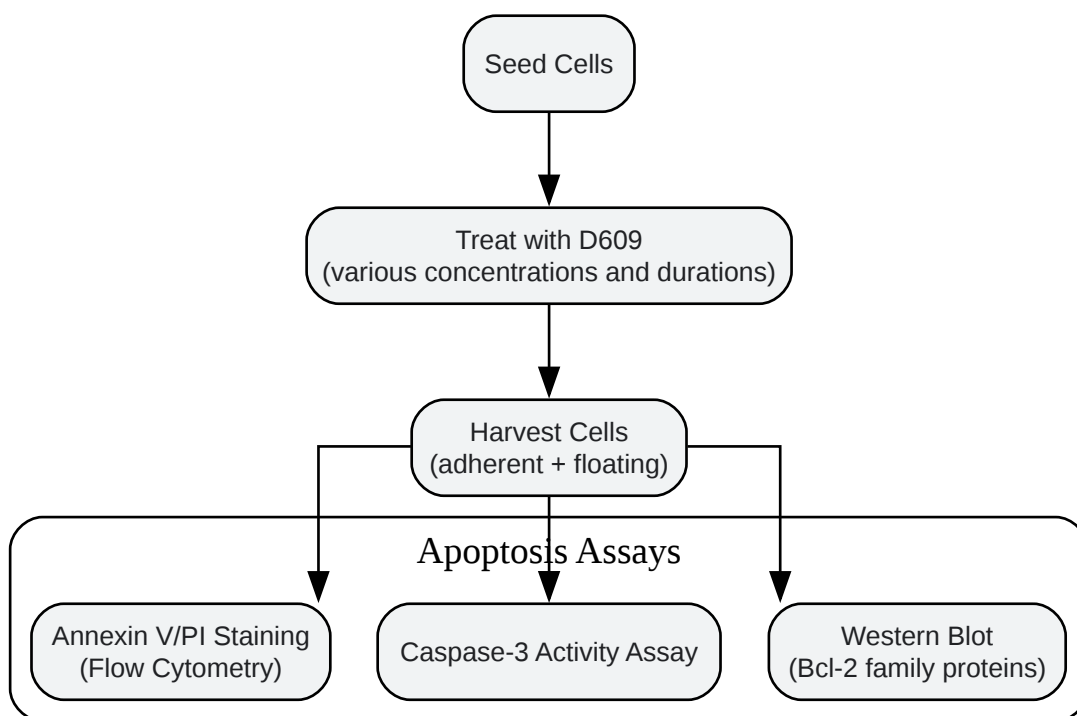 Seed Cells
Treat with D609
(various concentrations and durations)
Harvest Cells
(adherent + floating)
Apoptosis Assays
Annexin V/PI Staining
(Flow Cytometry)
Caspase-3 Activity Assay
Western Blot
(Bcl-2 family proteins)